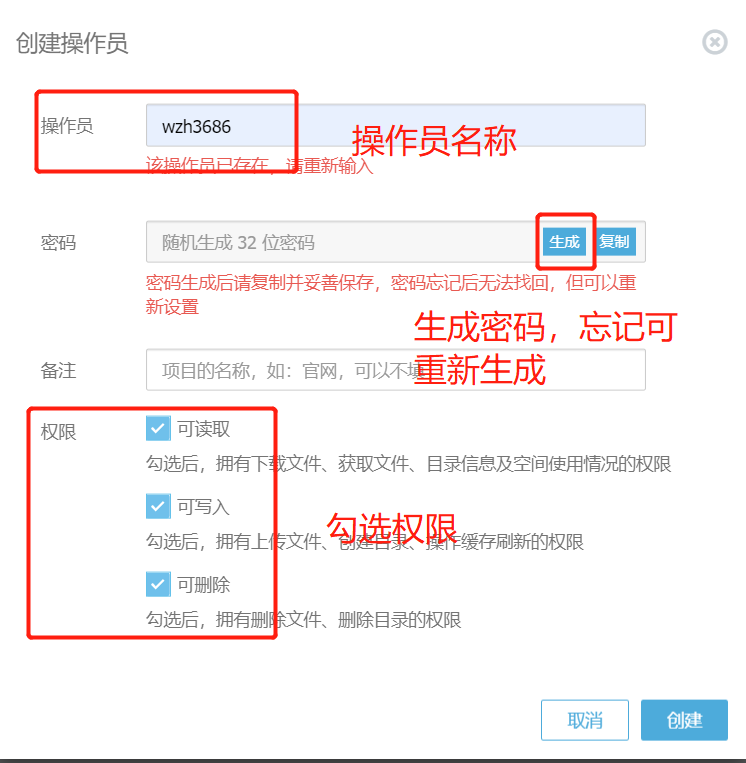 创建操作员
操作员
wzh3686
操作员名称
该操作员已存在，请重新输入
密码
随机生成 32 位密码
生成
复制
密码生成后请复制并妥善保存，密码忘记后无法找回，但可以重
新设置
生成密码，忘记可
重新生成
备注
项目的名称，如：官网，可以不填
权限
可读取
勾选后，拥有下载文件、获取文件、目录信息及空间使用情况的权限
可写入
勾选权限
勾选后，拥有上传文件、创建目录、操作缓存刷新的权限
可删除
勾选后，拥有删除文件、删除目录的权限
取消
创建